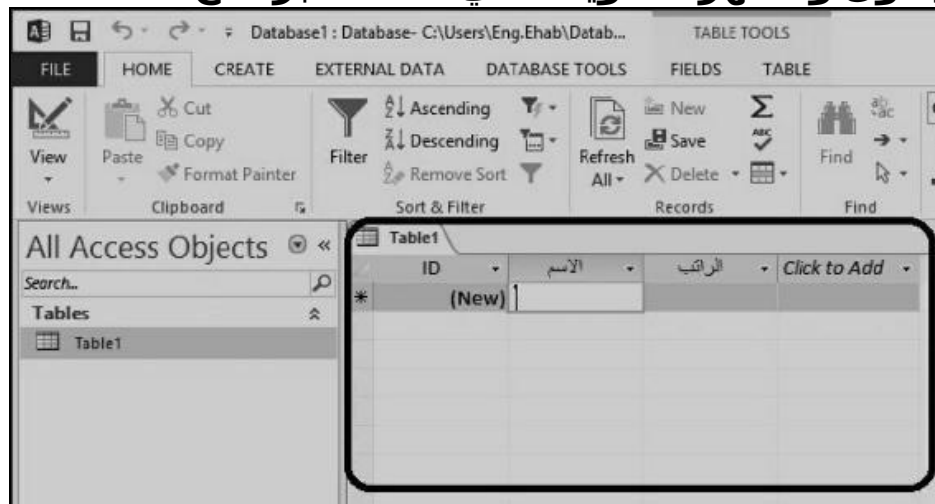 Database1 : Database- C:\Users\Eng.Ehab\Datab... TABLE TOOLS
FILE HOME CREATE EXTERNAL DATA DATABASE TOOLS FIELDS TABLE
View
Views
Paste
Cut
Copy
Format Painter
Clipboard
Filter
Ascending
Descending
Remove Sort
Sort & Filter
Refresh
All
New
Save
Delete
Records
Find
Find
All Access Objects
Search...
Tables
Table1
Table1
ID الاسم الراتب Click to Add
* (New)